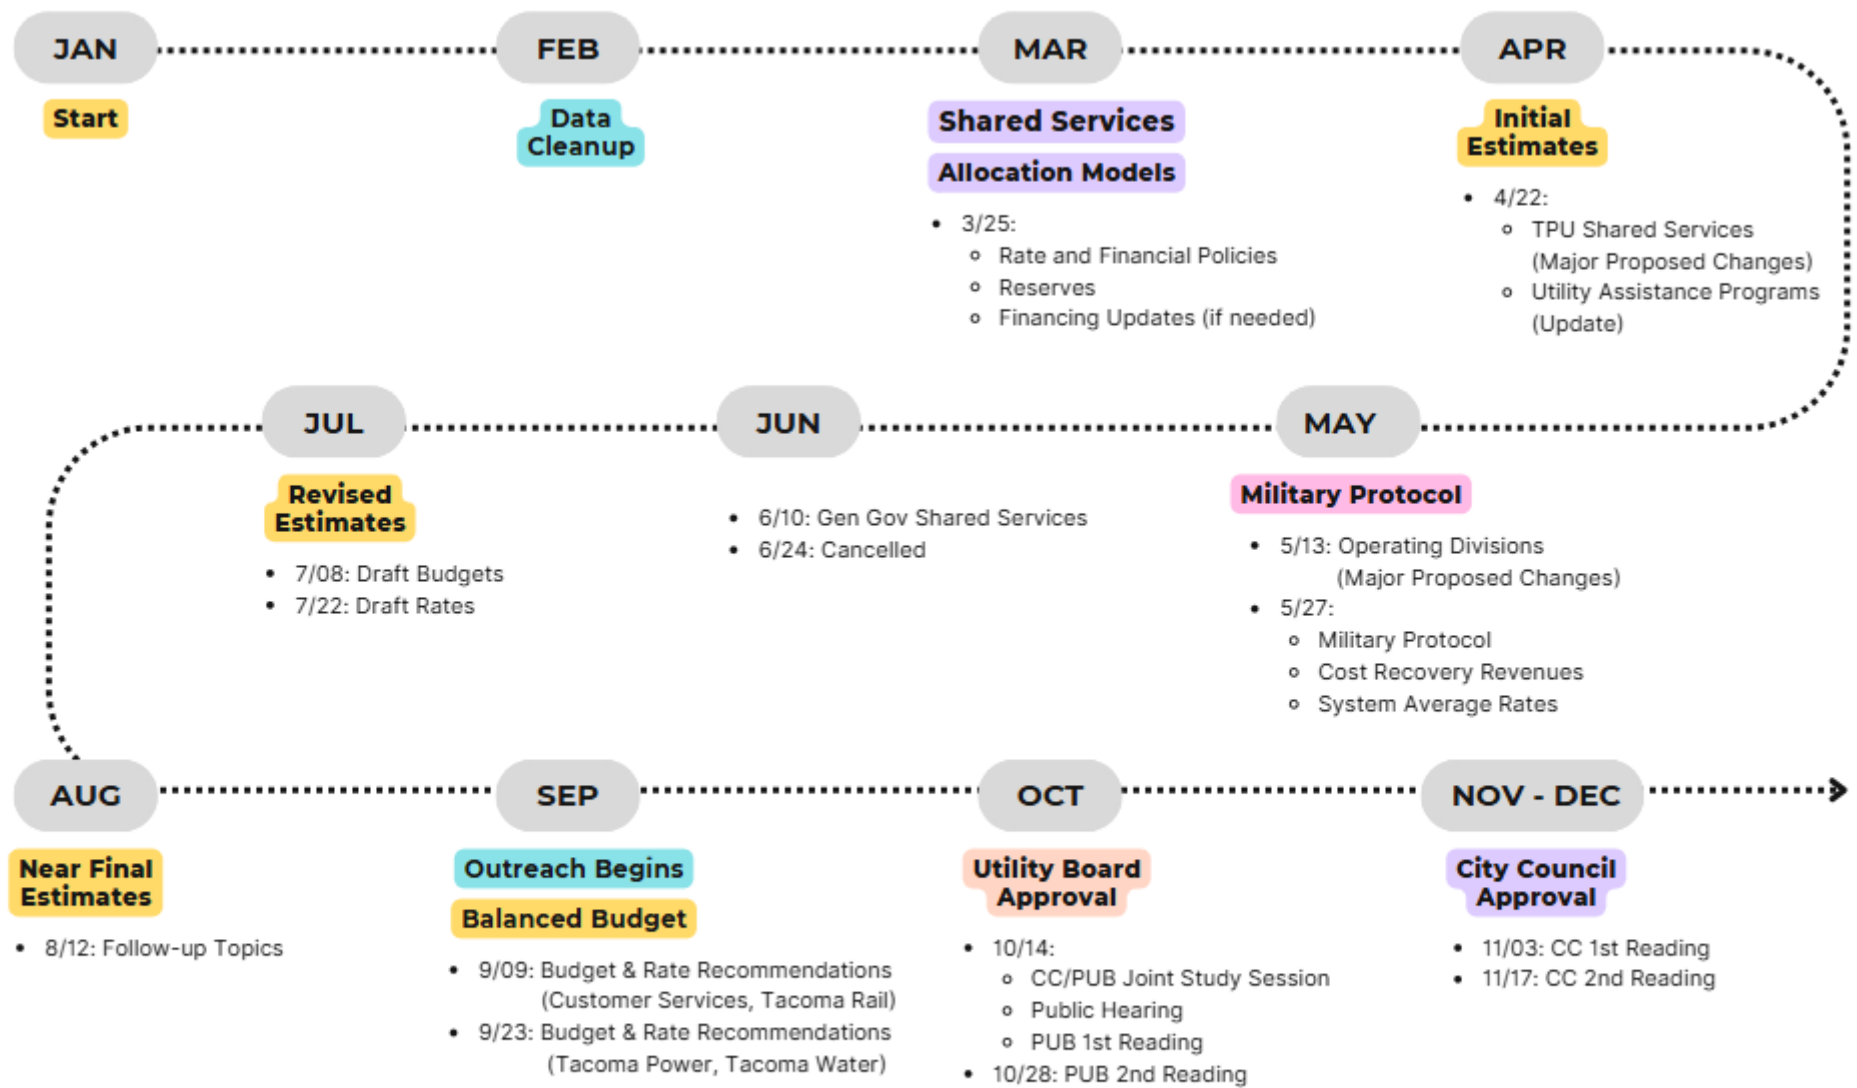 JAN
Start
FEB
Data
Cleanup
MAR
Shared Services
Allocation Models
• 3/25:
◦ Rate and Financial Policies
◦ Reserves
◦ Financing Updates (if needed)
APR
Initial
Estimates
• 4/22:
◦ TPU Shared Services
(Major Proposed Changes)
◦ Utility Assistance Programs
(Update)
MAY
Military Protocol
• 5/13: Operating Divisions
(Major Proposed Changes)
• 5/27:
◦ Military Protocol
◦ Cost Recovery Revenues
◦ System Average Rates
JUN
• 6/10: Gen Gov Shared Services
• 6/24: Cancelled
JUL
Revised
Estimates
• 7/08: Draft Budgets
• 7/22: Draft Rates
AUG
Near Final
Estimates
• 8/12: Follow-up Topics
SEP
Outreach Begins
Balanced Budget
• 9/09: Budget & Rate Recommendations
(Customer Services, Tacoma Rail)
• 9/23: Budget & Rate Recommendations
(Tacoma Power, Tacoma Water)
OCT
Utility Board
Approval
• 10/14:
◦ CC/PUB Joint Study Session
◦ Public Hearing
◦ PUB 1st Reading
• 10/28: PUB 2nd Reading
NOV - DEC
City Council
Approval
• 11/03: CC 1st Reading
• 11/17: CC 2nd Reading